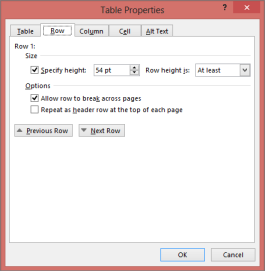 Table Properties
? ×
Table Row Column Cell Alt Text
Row 1:
Size
Specify height: 54 pt Row height is: At least
Options
Allow row to break across pages
Repeat as header row at the top of each page
Previous Row Next Row
OK Cancel